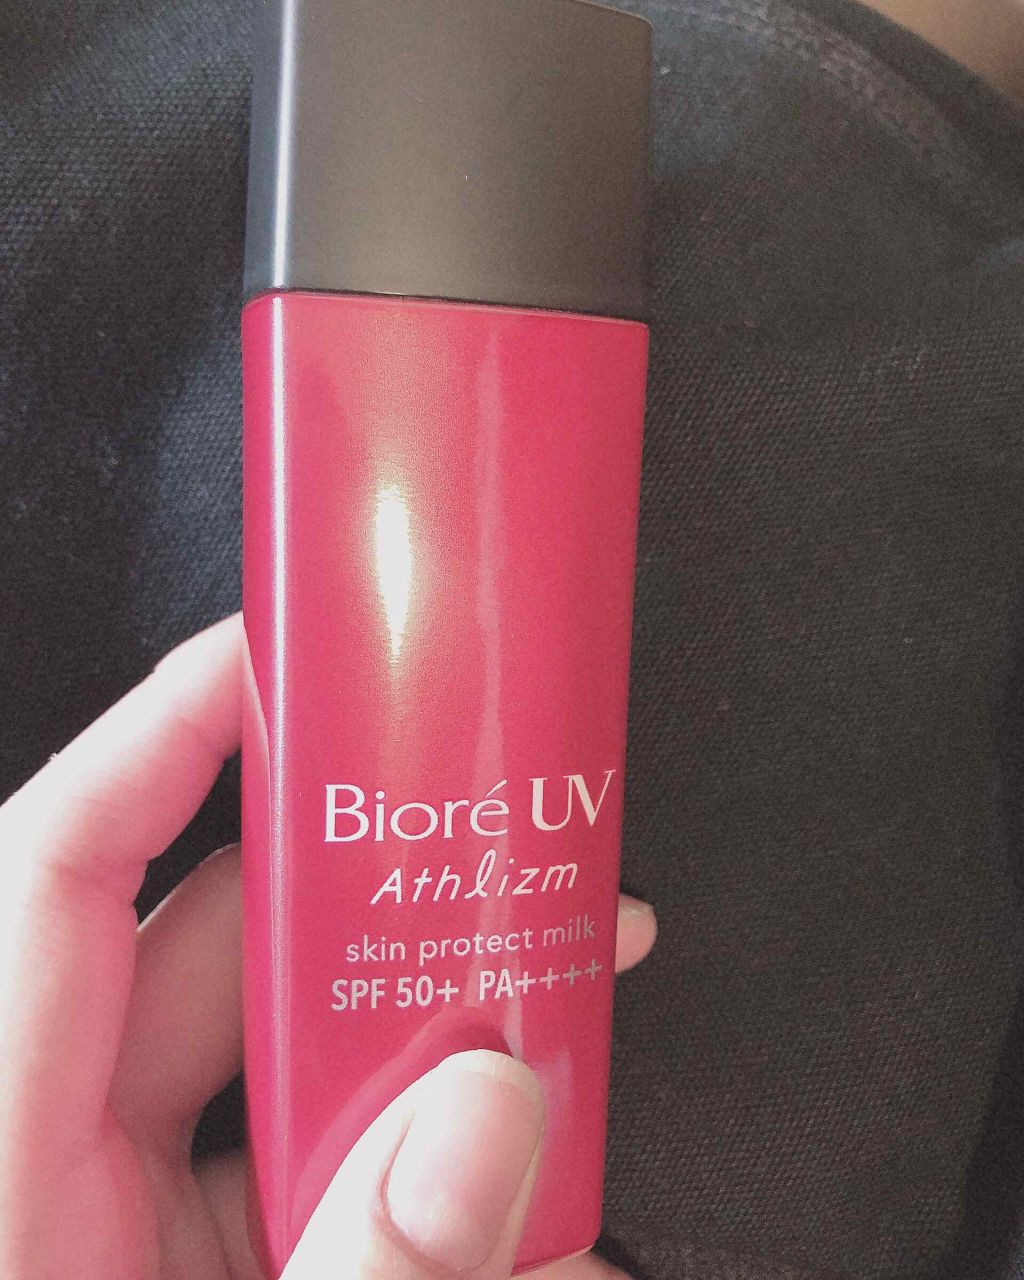 Bioré UV
Athlizm
skin protect milk
SPF 50+ PA++++